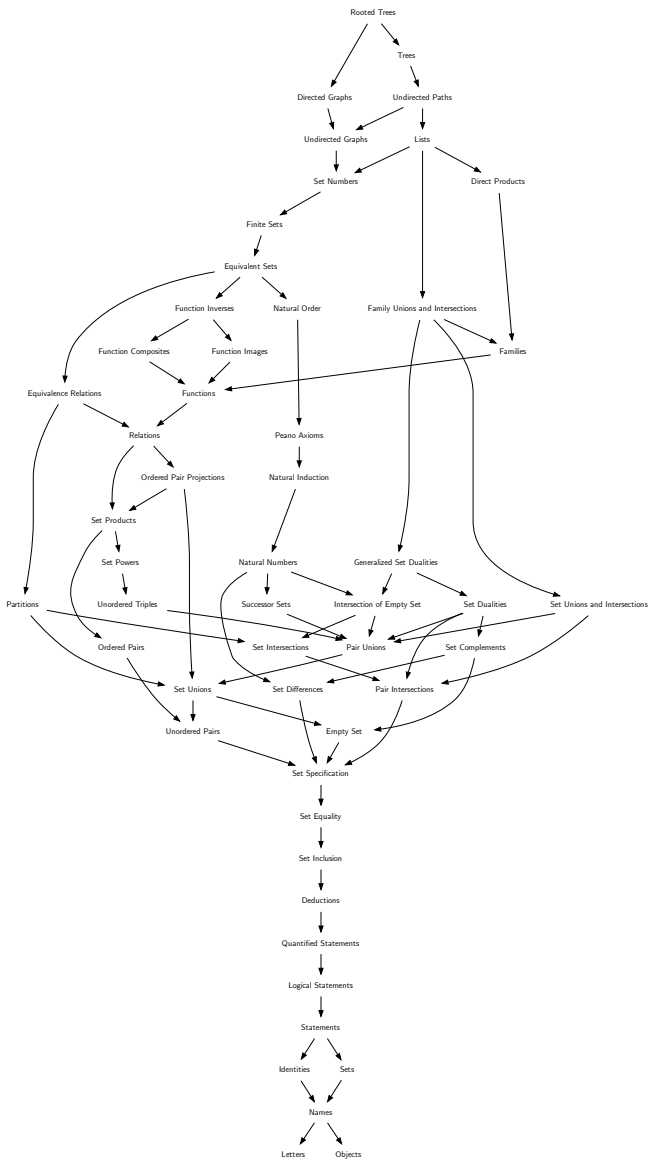 Rooted Trees
Trees
Directed Graphs
Undirected Paths
Undirected Graphs
Lists
Set Numbers
Direct Products
Finite Sets
Equivalent Sets
Function Inverses
Natural Order
Family Unions and Intersections
Function Composites
Function Images
Families
Equivalence Relations
Functions
Relations
Peano Axioms
Ordered Pair Projections
Natural Induction
Set Products
Set Powers
Natural Numbers
Generalized Set Dualities
Partitions
Unordered Triples
Successor Sets
Intersection of Empty Set
Set Dualities
Set Unions and Intersections
Ordered Pairs
Set Intersections
Pair Unions
Set Complements
Set Unions
Set Differences
Pair Intersections
Unordered Pairs
Empty Set
Set Specification
Set Equality
Set Inclusion
Deductions
Quantified Statements
Logical Statements
Statements
Identities
Sets
Names
Letters
Objects